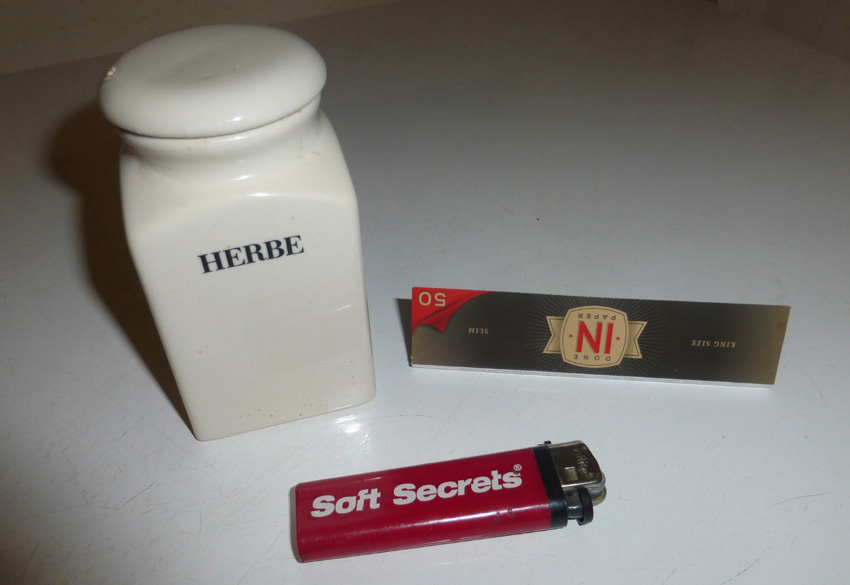 HERBE
50
SLIM
DONE
IN
PAPER
KING SIZE
Soft Secrets®